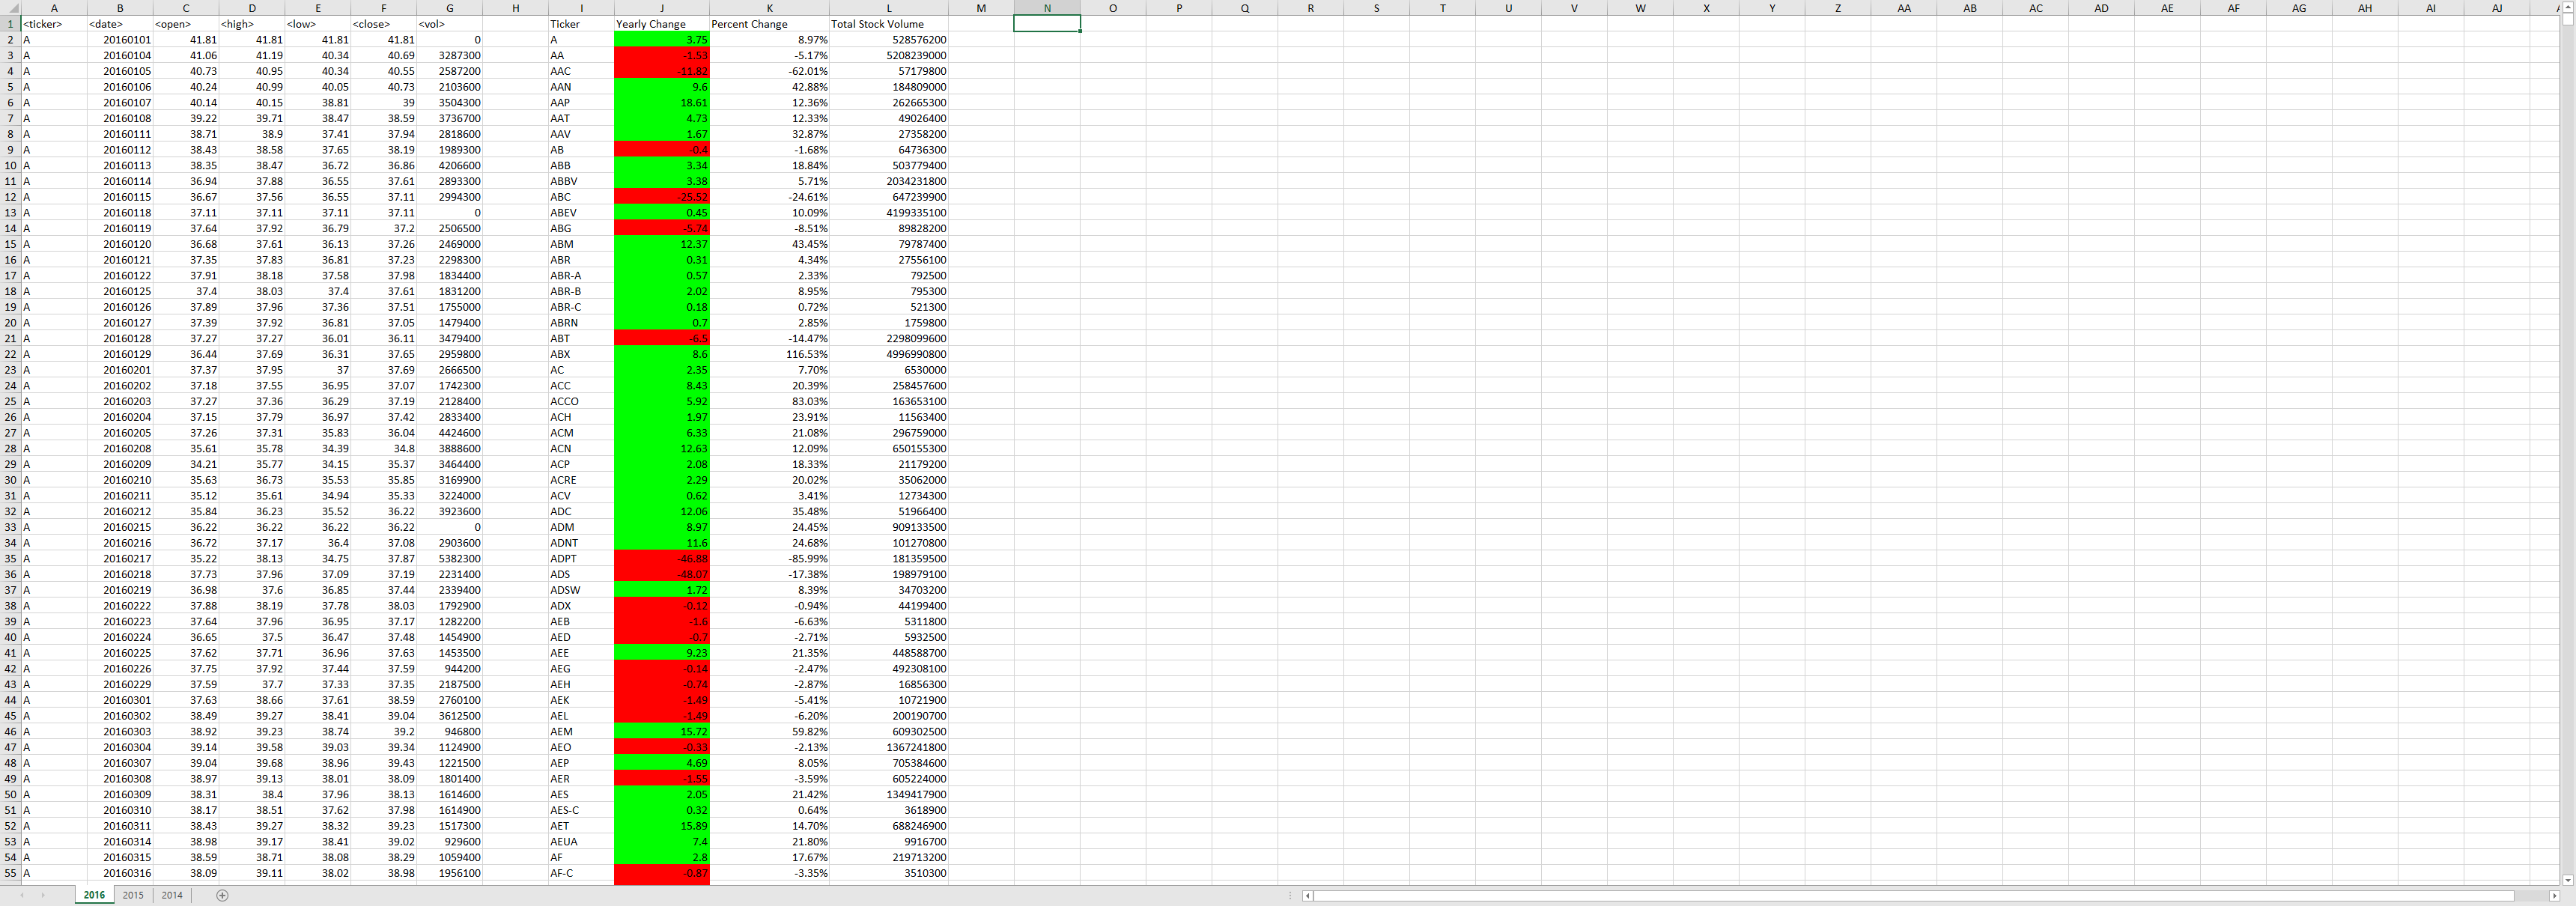 A B C D E F G H I J K L M N O P Q R S T U V W X Y Z AA AB AC AD AE AF AG AH AI AJ
1 <ticker> <date> <open> <high> <low> <close> <vol> Ticker Yearly Change Percent Change Total Stock Volume
2 A 20160101 41.81 41.81 41.81 41.81 0 A 3.75 8.97% 528576200
3 A 20160104 41.06 41.19 40.34 40.69 3287300 AA -1.53 -5.17% 5208239000
4 A 20160105 40.73 40.95 40.34 40.55 2587200 AAC -11.82 -62.01% 57179800
5 A 20160106 40.24 40.99 40.05 40.73 2103600 AAN 9.6 42.88% 184809000
6 A 20160107 40.14 40.15 38.81 39 3504300 AAP 18.61 12.36% 262665300
7 A 20160108 39.22 39.71 38.47 38.59 3736700 AAT 4.73 12.33% 49026400
8 A 20160111 38.71 38.9 37.41 37.94 2818600 AAV 1.67 32.87% 27358200
9 A 20160112 38.43 38.58 37.65 38.19 1989300 AB -0.4 -1.68% 64736300
10 A 20160113 38.35 38.47 36.72 36.86 4206600 ABB 3.34 18.84% 503779400
11 A 20160114 36.94 37.88 36.55 37.61 2893300 ABBV 3.38 5.71% 2034231800
12 A 20160115 36.67 37.56 36.55 37.11 2994300 ABC -25.52 -24.61% 647239900
13 A 20160118 37.11 37.11 37.11 37.11 0 ABEV 0.45 10.09% 4199335100
14 A 20160119 37.64 37.92 36.79 37.2 2506500 ABG -5.74 -8.51% 89828200
15 A 20160120 36.68 37.61 36.13 37.26 2469000 ABM 12.37 43.45% 79787400
16 A 20160121 37.35 37.83 36.81 37.23 2298300 ABR 0.31 4.34% 27556100
17 A 20160122 37.91 38.18 37.58 37.98 1834400 ABR-A 0.57 2.33% 792500
18 A 20160125 37.4 38.03 37.4 37.61 1831200 ABR-B 2.02 8.95% 795300
19 A 20160126 37.89 37.96 37.36 37.51 1755000 ABR-C 0.18 0.72% 521300
20 A 20160127 37.39 37.92 36.81 37.05 1479400 ABRN 0.7 2.85% 1759800
21 A 20160128 37.27 37.27 36.01 36.11 3479400 ABT -6.5 -14.47% 2298099600
22 A 20160129 36.44 37.69 36.31 37.65 2959800 ABX 8.6 116.53% 4996990800
23 A 20160201 37.37 37.95 37 37.69 2666500 AC 2.35 7.70% 6530000
24 A 20160202 37.18 37.55 36.95 37.07 1742300 ACC 8.43 20.39% 258457600
25 A 20160203 37.27 37.36 36.29 37.19 2128400 ACCO 5.92 83.03% 163653100
26 A 20160204 37.15 37.79 36.97 37.42 2833400 ACH 1.97 23.91% 11563400
27 A 20160205 37.26 37.31 35.83 36.04 4424600 ACM 6.33 21.08% 296759000
28 A 20160208 35.61 35.78 34.39 34.8 3888600 ACN 12.63 12.09% 650155300
29 A 20160209 34.21 35.77 34.15 35.37 3464400 ACP 2.08 18.33% 21179200
30 A 20160210 35.63 36.73 35.53 35.85 3169900 ACRE 2.29 20.02% 35062000
31 A 20160211 35.12 35.61 34.94 35.33 3224000 ACV 0.62 3.41% 12734300
32 A 20160212 35.84 36.23 35.52 36.22 3923600 ADC 12.06 35.48% 51966400
33 A 20160215 36.22 36.22 36.22 36.22 0 ADM 8.97 24.45% 909133500
34 A 20160216 36.72 37.17 36.4 37.08 2903600 ADNT 11.6 24.68% 101270800
35 A 20160217 35.22 38.13 34.75 37.87 5382300 ADPT -46.88 -85.99% 181359500
36 A 20160218 37.73 37.96 37.09 37.19 2231400 ADS -48.07 -17.38% 198979100
37 A 20160219 36.98 37.6 36.85 37.44 2339400 ADSW 1.72 8.39% 34703200
38 A 20160222 37.88 38.19 37.78 38.03 1792900 ADX -0.12 -0.94% 44199400
39 A 20160223 37.64 37.96 36.95 37.17 1282200 AEB -1.6 -6.63% 5311800
40 A 20160224 36.65 37.5 36.47 37.48 1454900 AED -0.7 -2.71% 5932500
41 A 20160225 37.62 37.71 36.96 37.63 1453500 AEE 9.23 21.35% 448588700
42 A 20160226 37.75 37.92 37.44 37.59 944200 AEG -0.14 -2.47% 492308100
43 A 20160229 37.59 37.7 37.33 37.35 2187500 AEH -0.74 -2.87% 16856300
44 A 20160301 37.63 38.66 37.61 38.59 2760100 AEK -1.49 -5.41% 10721900
45 A 20160302 38.49 39.27 38.41 39.04 3612500 AEL -1.49 -6.20% 200190700
46 A 20160303 38.92 39.23 38.74 39.2 946800 AEM 15.72 59.82% 609302500
47 A 20160304 39.14 39.58 39.03 39.34 1124900 AEO -0.33 -2.13% 1367241800
48 A 20160307 39.04 39.68 38.96 39.43 1221500 AEP 4.69 8.05% 705384600
49 A 20160308 38.97 39.13 38.01 38.09 1801400 AER -1.55 -3.59% 605224000
50 A 20160309 38.31 38.4 37.96 38.13 1614600 AES 2.05 21.42% 1349417900
51 A 20160310 38.17 38.51 37.62 37.98 1614900 AES-C 0.32 0.64% 3618900
52 A 20160311 38.43 39.27 38.32 39.23 1517300 AET 15.89 14.70% 688246900
53 A 20160314 38.98 39.17 38.41 39.02 929600 AEUA 7.4 21.80% 9916700
54 A 20160315 38.59 38.71 38.08 38.29 1059400 AF 2.8 17.67% 219713200
55 A 20160316 38.09 39.11 38.02 38.98 1956100 AF-C -0.87 -3.35% 3510300
2016 2015 2014